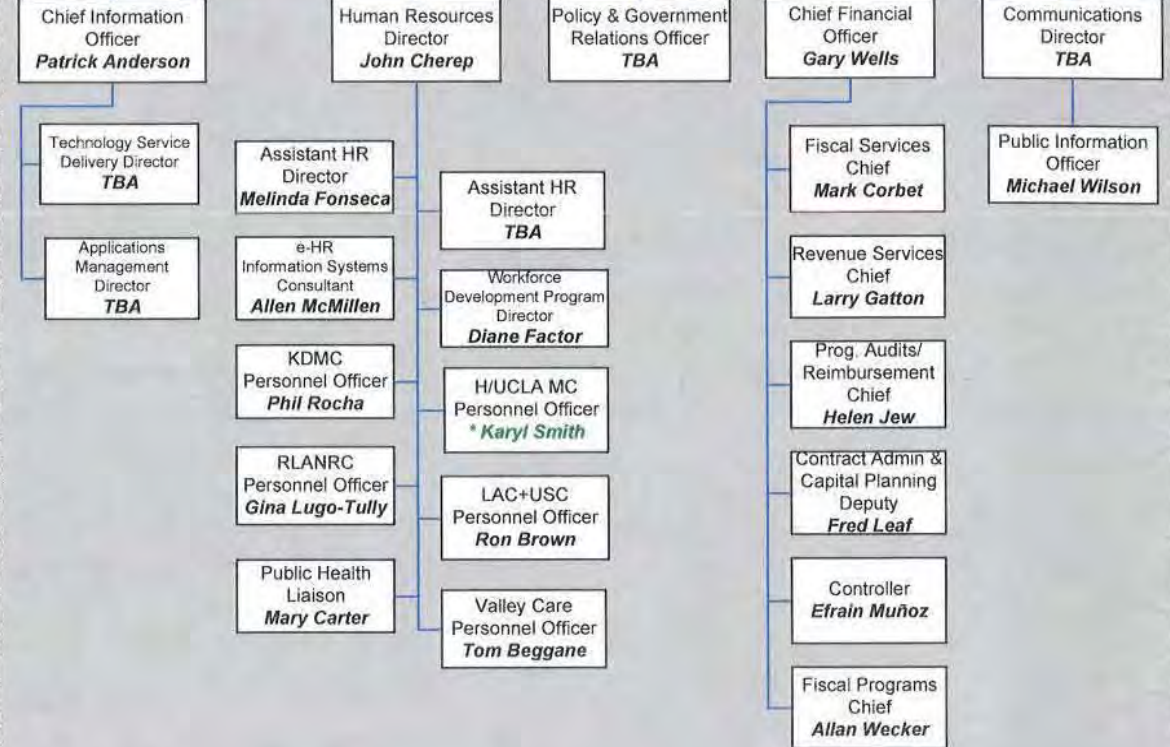 Chief Information
Officer
Patrick Anderson
Human Resources
Director
John Cherep
Policy & Government
Relations Officer
TBA
Chief Financial
Officer
Gary Wells
Communications
Director
TBA
Technology Service
Delivery Director
TBA
Applications
Management
Director
TBA
Assistant HR
Director
Melinda Fonseca
e-HR
Information Systems
Consultant
Allen McMillen
KDMC
Personnel Officer
Phil Rocha
RLANRC
Personnel Officer
Gina Lugo-Tully
Public Health
Liaison
Mary Carter
Assistant HR
Director
TBA
Workforce
Development Program
Director
Diane Factor
H/UCLA MC
Personnel Officer
* Karyl Smith
LAC+USC
Personnel Officer
Ron Brown
Valley Care
Personnel Officer
Tom Beggane
Fiscal Services
Chief
Mark Corbet
Revenue Services
Chief
Larry Gatton
Prog. Audits/
Reimbursement
Chief
Helen Jew
Contract Admin &
Capital Planning
Deputy
Fred Leaf
Controller
Efrain Muñoz
Fiscal Programs
Chief
Allan Wecker
Public Information
Officer
Michael Wilson